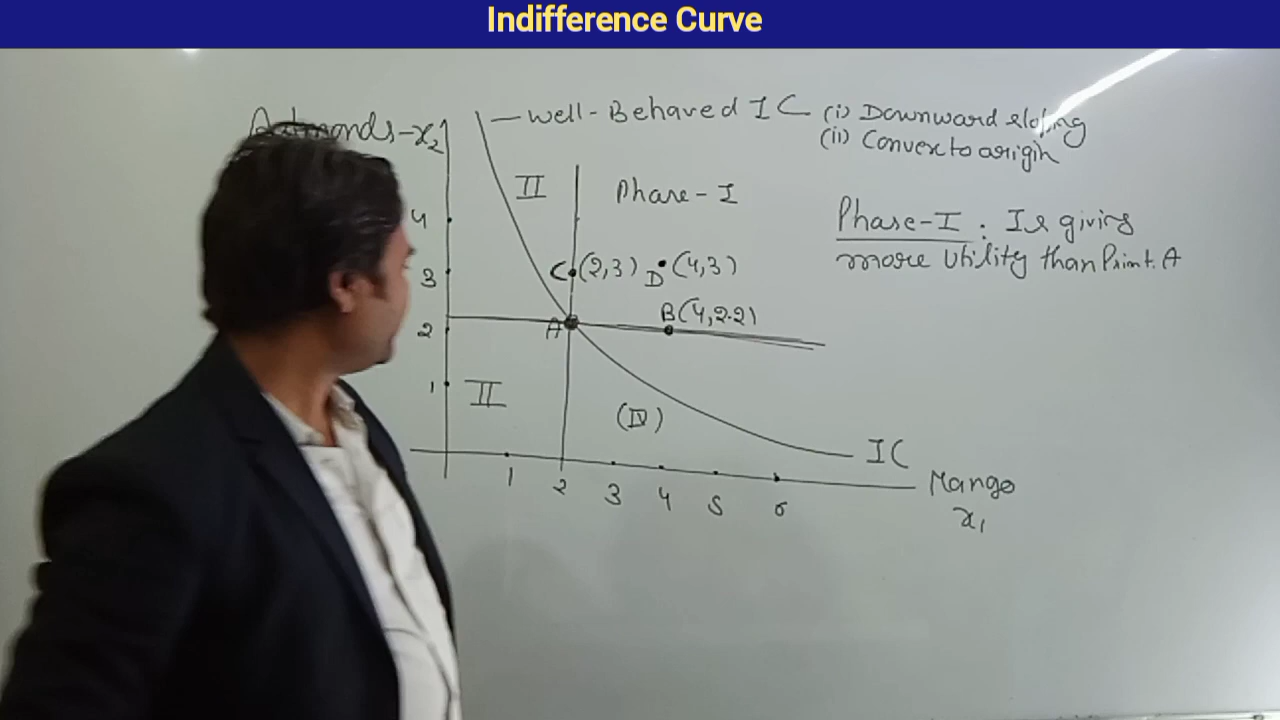 Indifference Curve
Almonds-x2
Well-Behaved IC
(i) Downward sloping
(ii) Convex to origin
II
Phase-I
Phase-I : Is giving
more Utility than Point. A
4
3
2
1
C (2,3)
D (4,3)
B(4,2.2)
A
II
(IV)
IC
1 2 3 4 5 6
Mango
x1